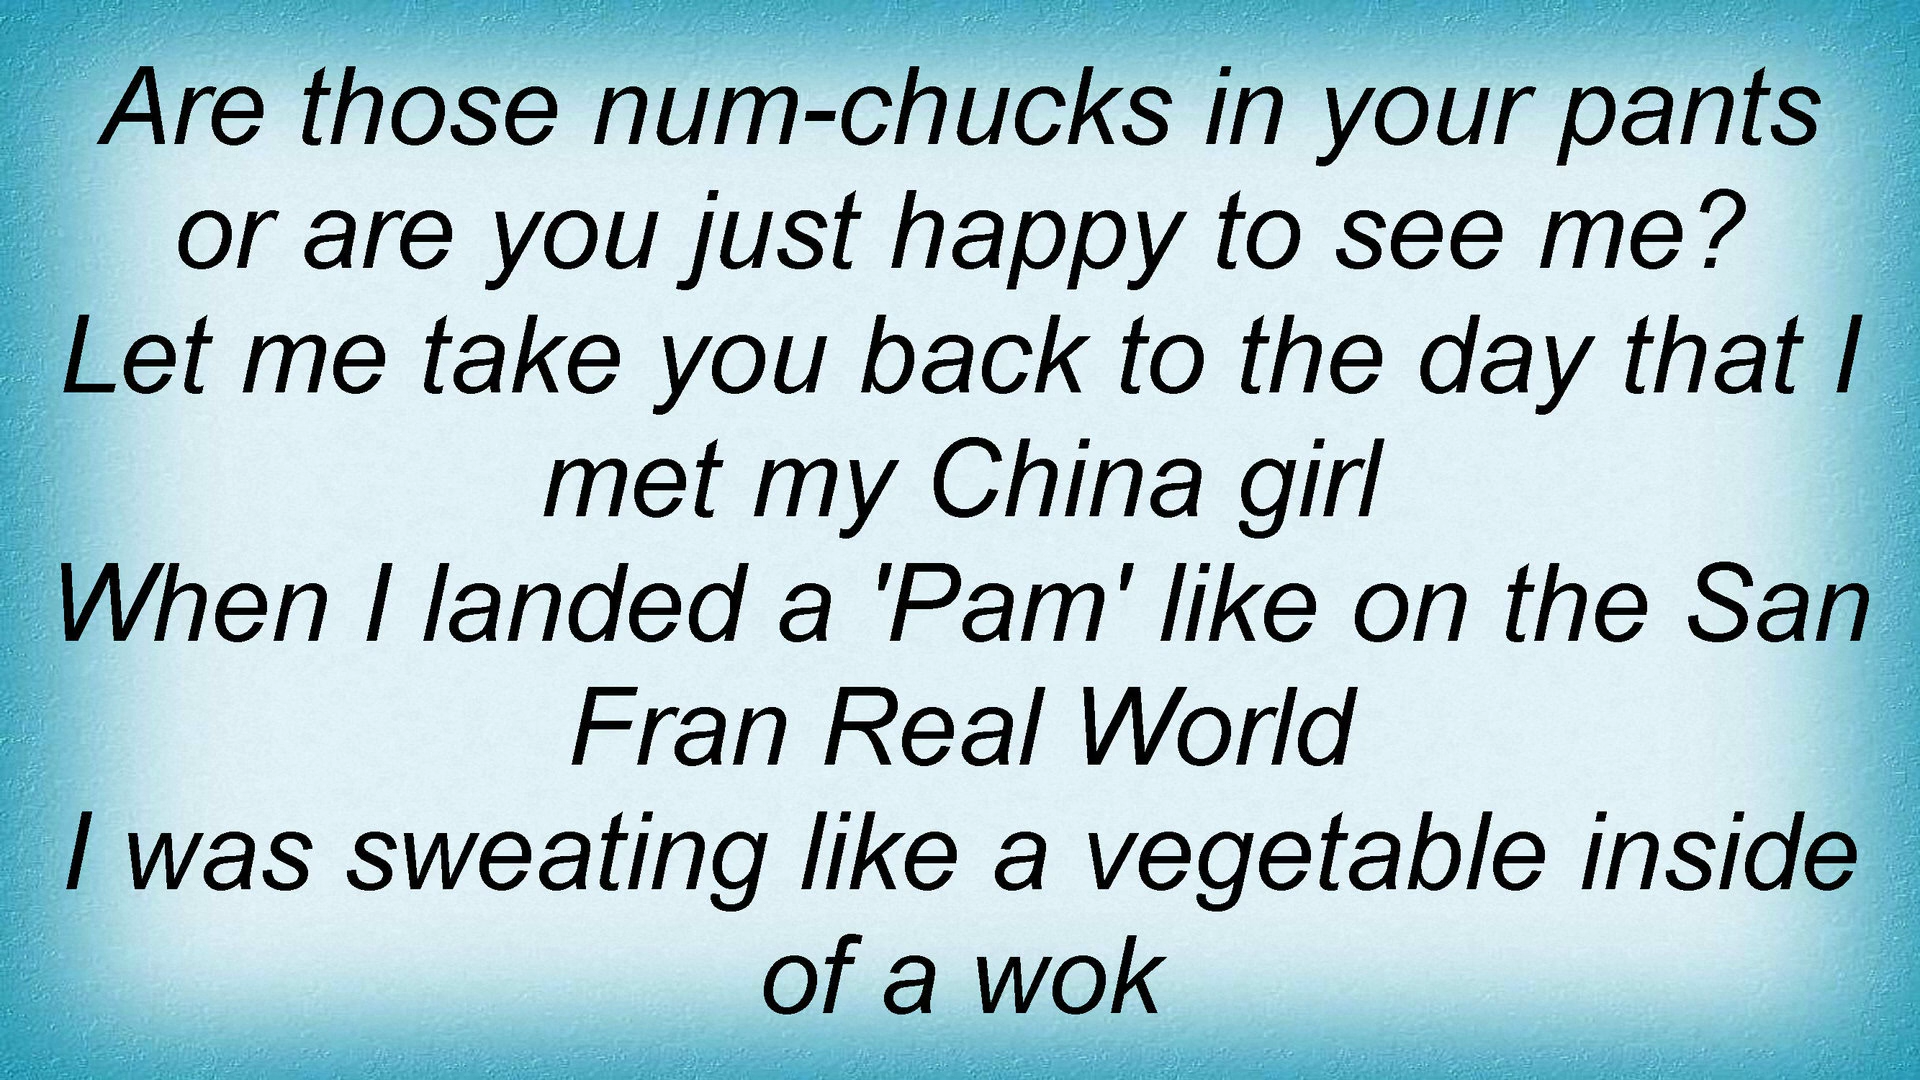 Are those num-chucks in your pants
or are you just happy to see me?
Let me take you back to the day that I
met my China girl
When I landed a 'Pam' like on the San
Fran Real World
I was sweating like a vegetable inside
of a wok